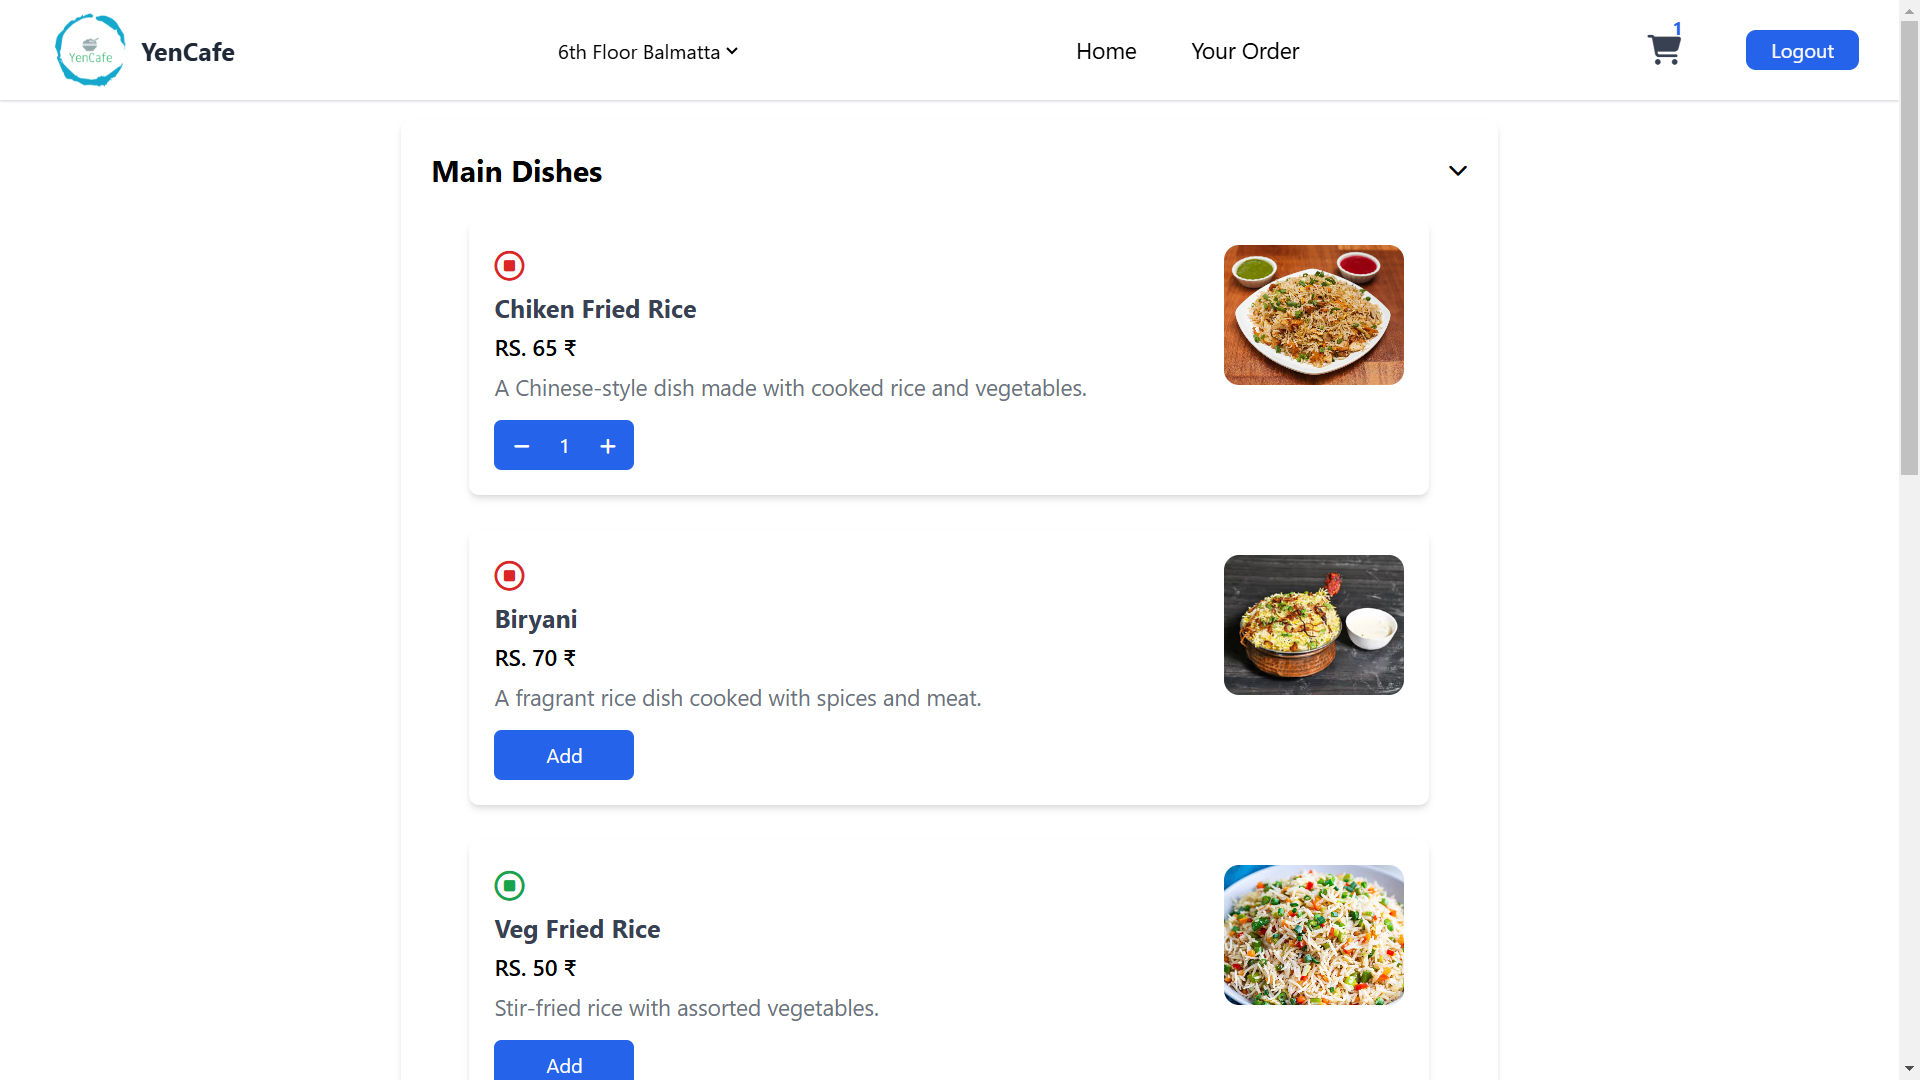 YenCafe
YenCafe
6th Floor Balmatta
Home
Your Order
1
Logout
Main Dishes
Chiken Fried Rice
RS. 65 ₹
A Chinese-style dish made with cooked rice and vegetables.
− 1 +
Biryani
RS. 70 ₹
A fragrant rice dish cooked with spices and meat.
Add
Veg Fried Rice
RS. 50 ₹
Stir-fried rice with assorted vegetables.
Add